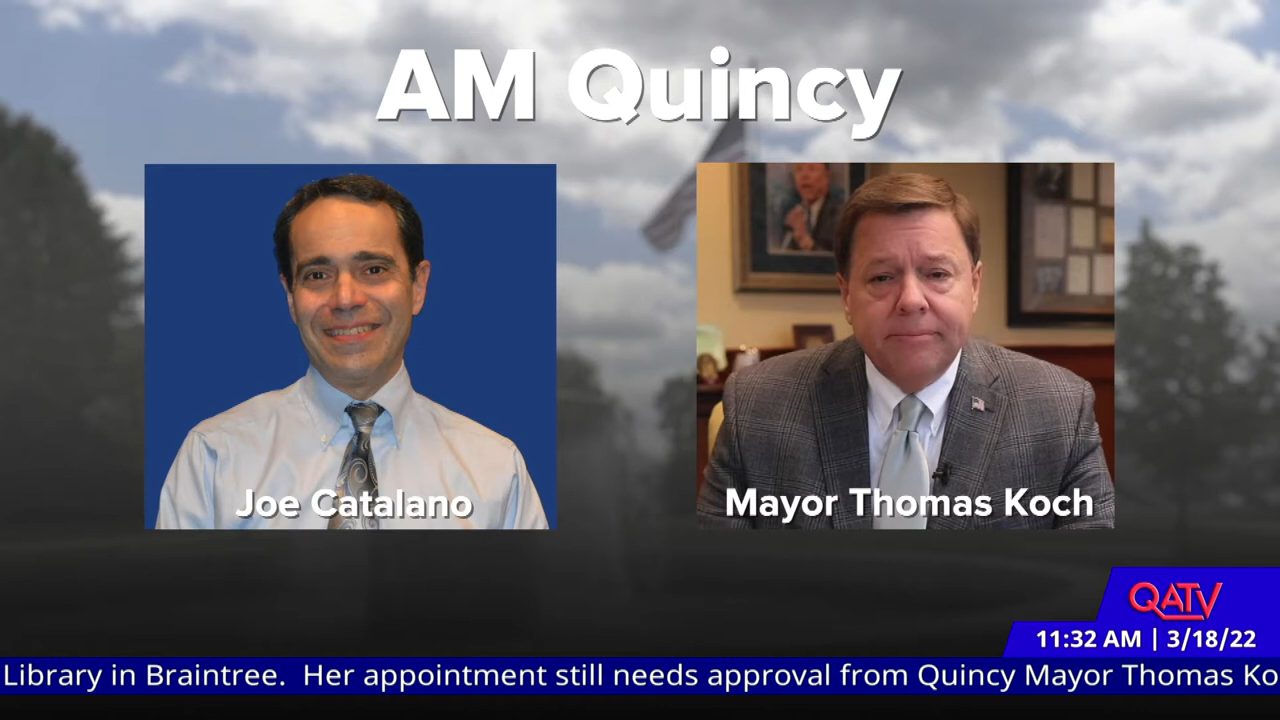 AM Quincy
Joe Catalano
Mayor Thomas Koch
QATV
11:32 AM | 3/18/22
Library in Braintree. Her appointment still needs approval from Quincy Mayor Thomas Ko